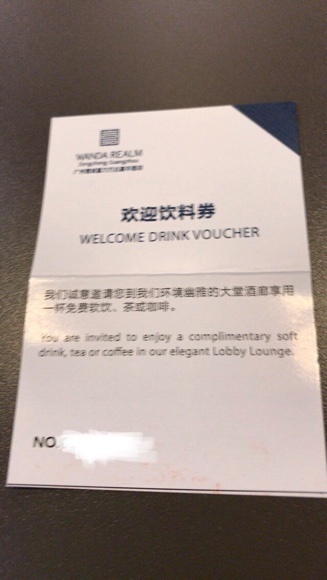 WANDA REALM
Zengcheng Guangzhou
欢迎饮料券
WELCOME DRINK VOUCHER
我们诚意邀请您到我们环境幽雅的大堂酒廊享用
一杯免费软饮、茶或咖啡。
You are invited to enjoy a complimentary soft
drink, tea or coffee in our elegant Lobby Lounge.
NO.